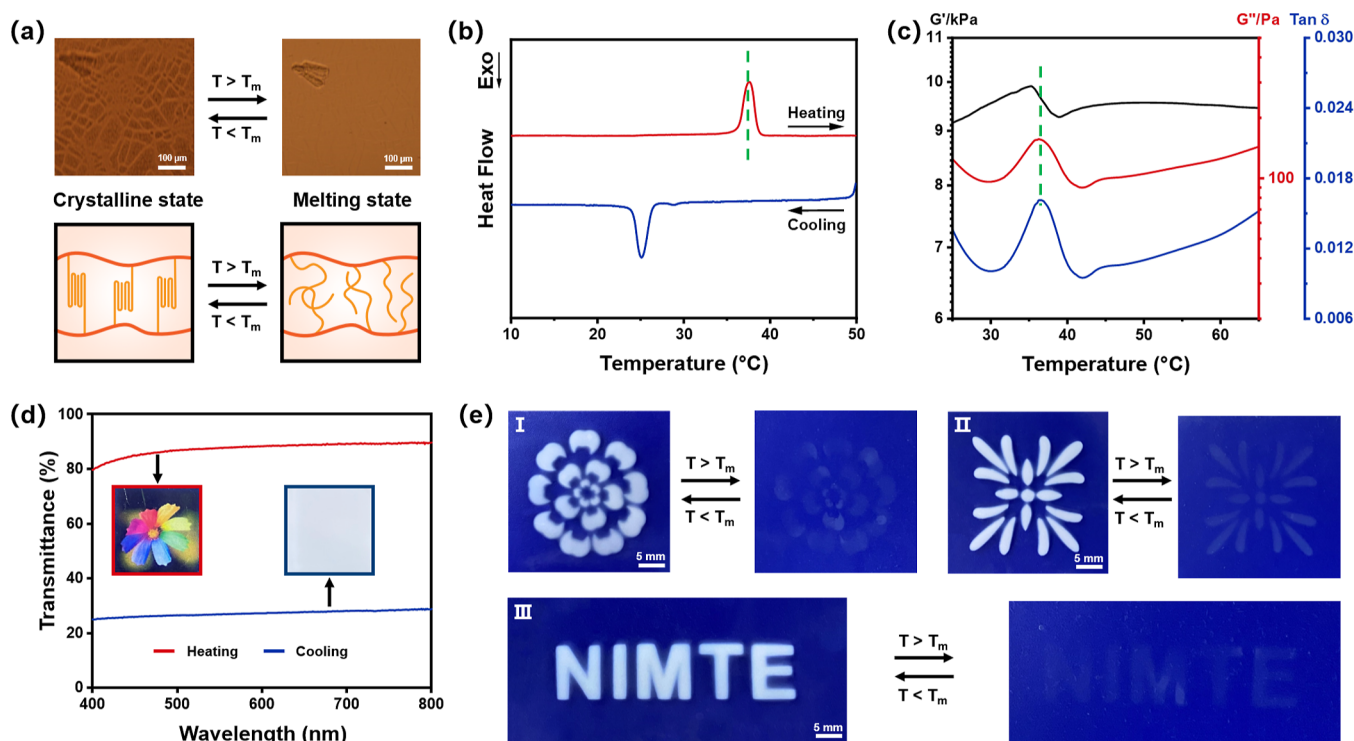 (a)
T > Tm
T < Tm
100 μm
100 μm
Crystalline state
Melting state
T > Tm
T < Tm
(b)
Exo
Heat Flow
Heating
Cooling
10
20
30
40
50
Temperature (°C)
(c)
G'/kPa
G''/Pa
Tan δ
11
10
9
8
7
6
100
0.030
0.024
0.018
0.012
0.006
30
40
50
60
Temperature (°C)
(d)
Transmittance (%)
100
80
60
40
20
0
Heating
Cooling
400
500
600
700
800
Wavelength (nm)
(e)
I
T > Tm
T < Tm
5 mm
II
T > Tm
T < Tm
5 mm
III
NIMTE
5 mm
T > Tm
T < Tm
NIMTE